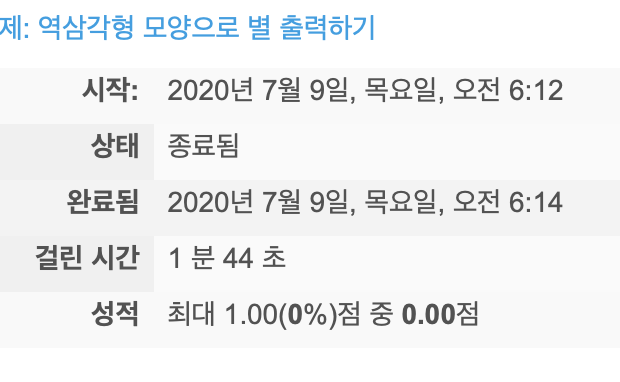 제: 역삼각형 모양으로 별 출력하기
시작: 2020년 7월 9일, 목요일, 오전 6:12
상태 종료됨
완료됨 2020년 7월 9일, 목요일, 오전 6:14
걸린 시간 1 분 44 초
성적 최대 1.00(0%)점 중 0.00점